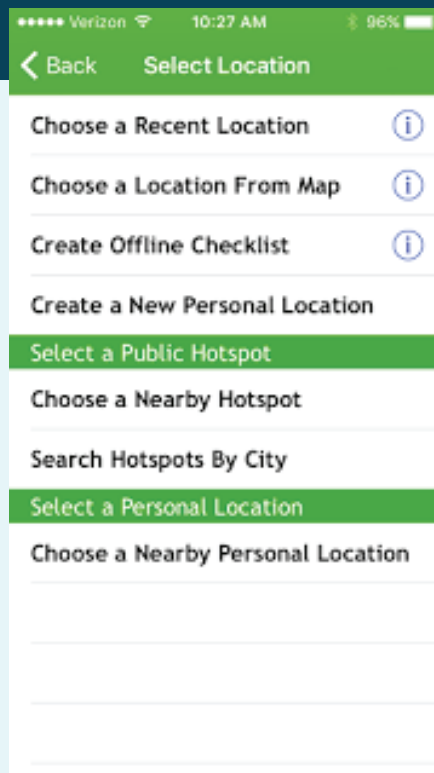 Verizon 10:27 AM 96%
Back Select Location
Choose a Recent Location
Choose a Location From Map
Create Offline Checklist
Create a New Personal Location
Select a Public Hotspot
Choose a Nearby Hotspot
Search Hotspots By City
Select a Personal Location
Choose a Nearby Personal Location